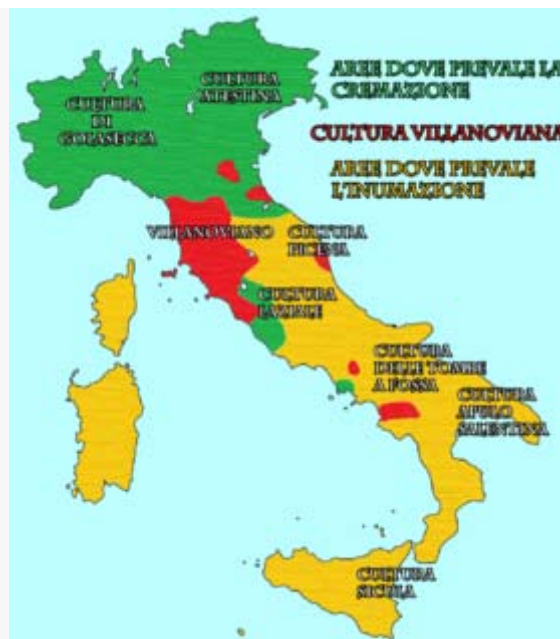 AREE DOVE PREVALE LA
CREMAZIONE
CULTURA VILLANOVIANA
AREE DOVE PREVALE
L'INUMAZIONE
CULTURA
ATESTINA
CULTURA
DI
GOLASECCA
VILLANOVIANO
CULTURA
PICENA
CULTURA
LAZIALE
CULTURA
DELLE TOMBE
A FOSSA
CULTURA
APULO
SALENTINA
CULTURA
SICULA